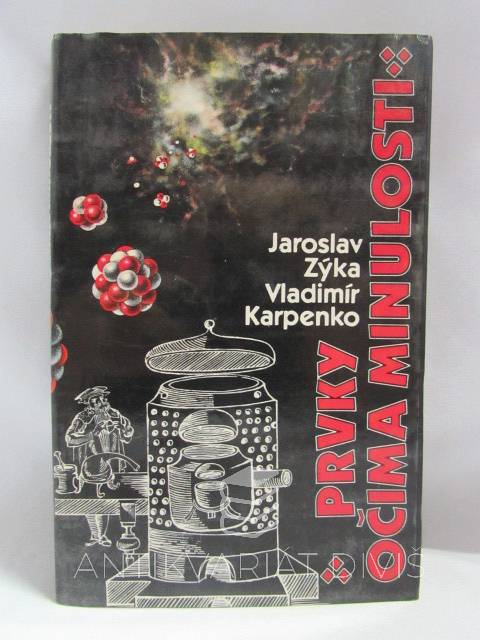 Jaroslav
Zýka
Vladimír
Karpenko
PRVKY
OČIMA MINULOSTI
ANTIKVARIÁT DIVIŠ